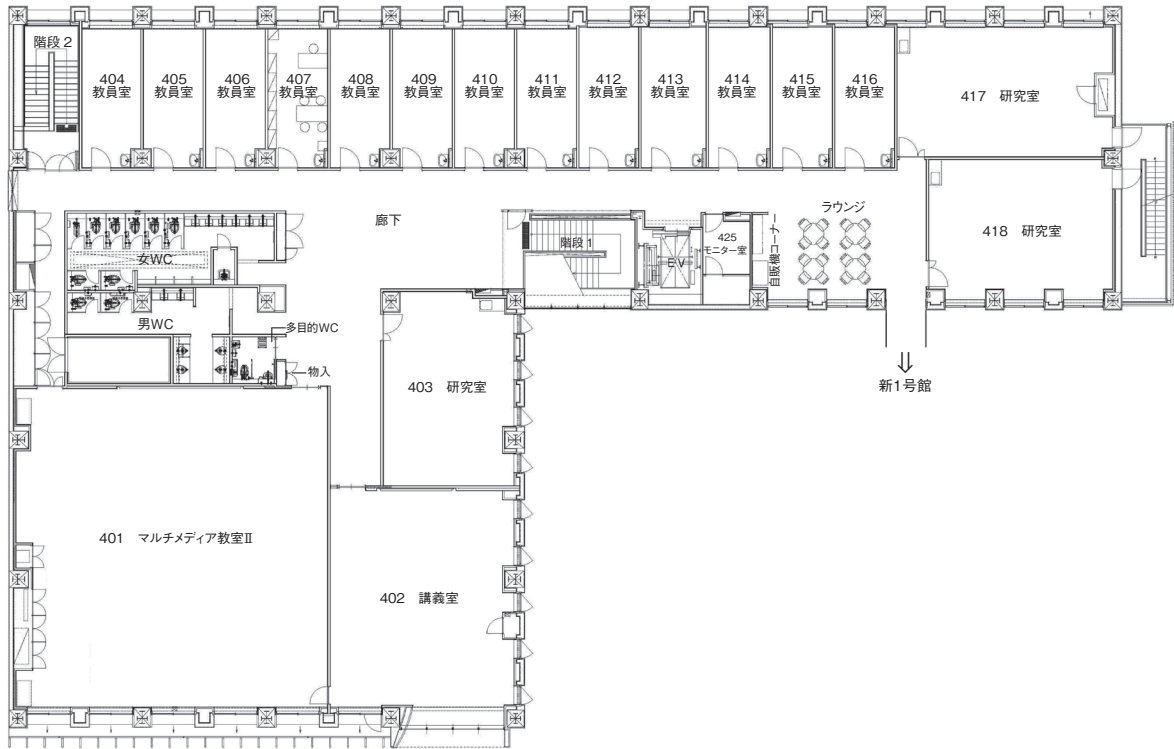 階段2
404
教員室
405
教員室
406
教員室
407
教員室
408
教員室
409
教員室
410
教員室
411
教員室
412
教員室
413
教員室
414
教員室
415
教員室
416
教員室
417 研究室
418 研究室
ラウンジ
自販機コーナー
425
モニター室
EV
階段1
廊下
女WC
男WC
多目的WC
物入
403 研究室
新1号館
401 マルチメディア教室Ⅱ
402 講義室